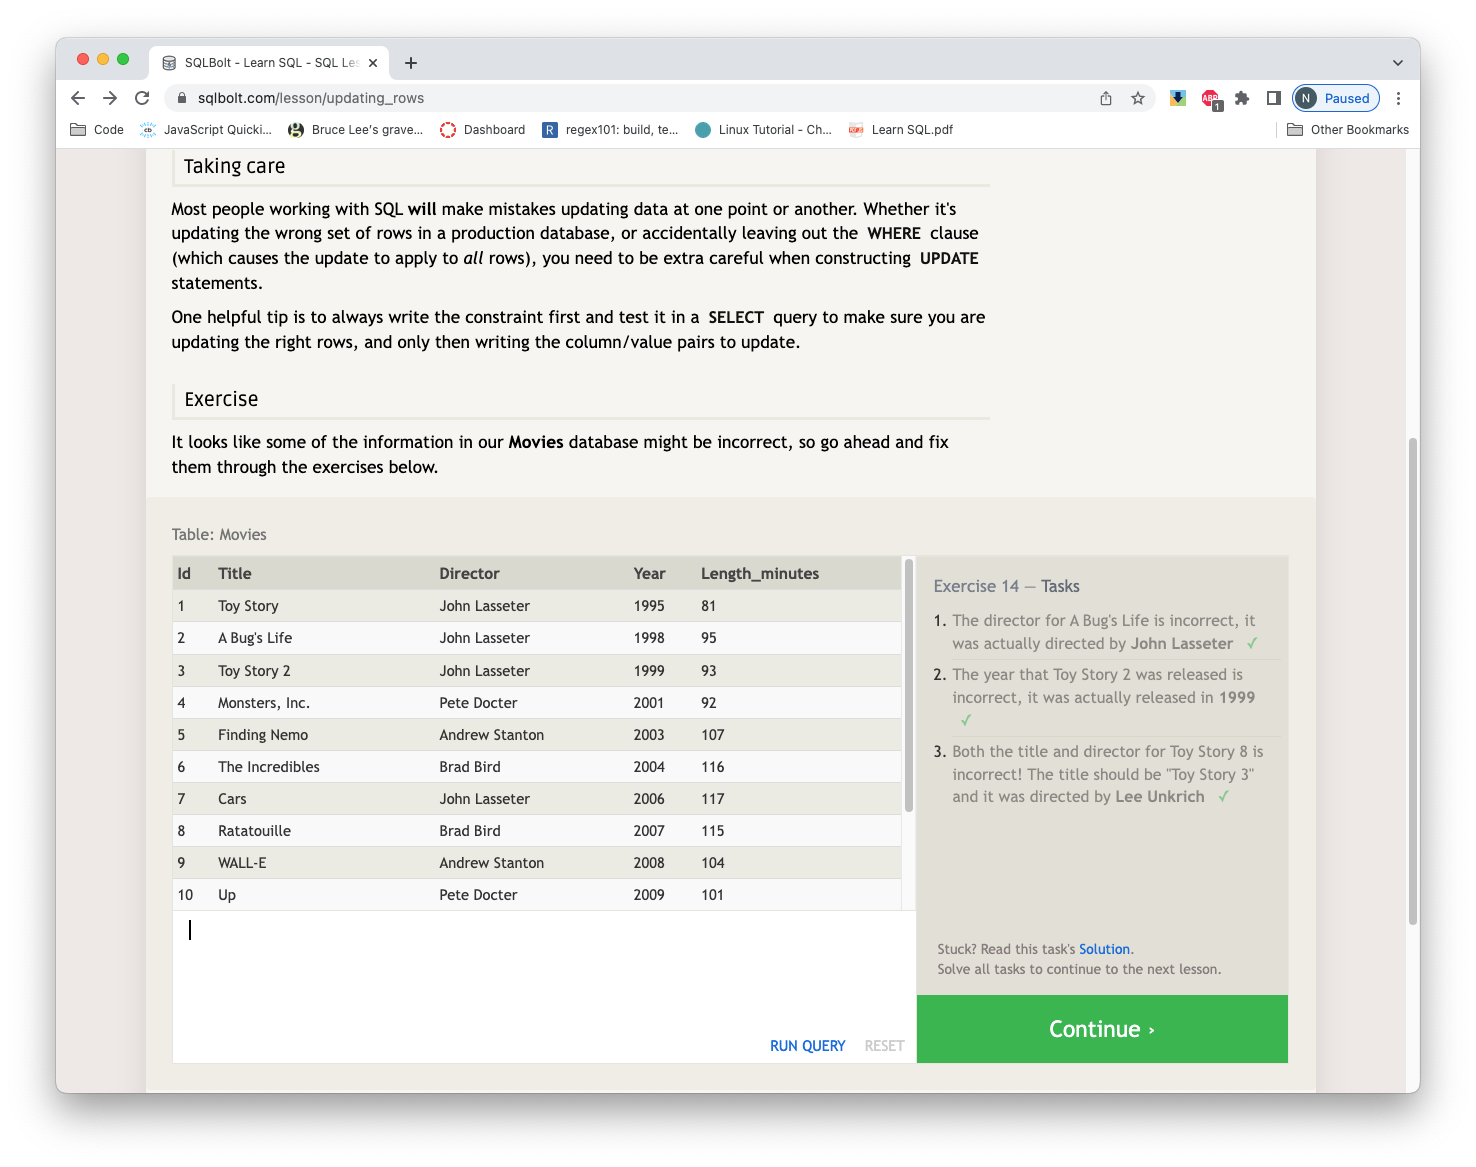 SQLBolt - Learn SQL - SQL Les
sqlbolt.com/lesson/updating_rows
ABP 1 N Paused
Code JavaScript Quicki... Bruce Lee's grave... Dashboard R regex101: build, te... Linux Tutorial - Ch... Learn SQL.pdf Other Bookmarks
Taking care
Most people working with SQL will make mistakes updating data at one point or another. Whether it's
updating the wrong set of rows in a production database, or accidentally leaving out the WHERE clause
(which causes the update to apply to all rows), you need to be extra careful when constructing UPDATE
statements.
One helpful tip is to always write the constraint first and test it in a SELECT query to make sure you are
updating the right rows, and only then writing the column/value pairs to update.
Exercise
It looks like some of the information in our Movies database might be incorrect, so go ahead and fix
them through the exercises below.
Table: Movies
Id Title Director Year Length_minutes
1 Toy Story John Lasseter 1995 81
2 A Bug's Life John Lasseter 1998 95
3 Toy Story 2 John Lasseter 1999 93
4 Monsters, Inc. Pete Docter 2001 92
5 Finding Nemo Andrew Stanton 2003 107
6 The Incredibles Brad Bird 2004 116
7 Cars John Lasseter 2006 117
8 Ratatouille Brad Bird 2007 115
9 WALL-E Andrew Stanton 2008 104
10 Up Pete Docter 2009 101
RUN QUERY RESET
Exercise 14 — Tasks
1. The director for A Bug's Life is incorrect, it
was actually directed by John Lasseter ✓
2. The year that Toy Story 2 was released is
incorrect, it was actually released in 1999
✓
3. Both the title and director for Toy Story 8 is
incorrect! The title should be "Toy Story 3"
and it was directed by Lee Unkrich ✓
Stuck? Read this task's Solution.
Solve all tasks to continue to the next lesson.
Continue ›